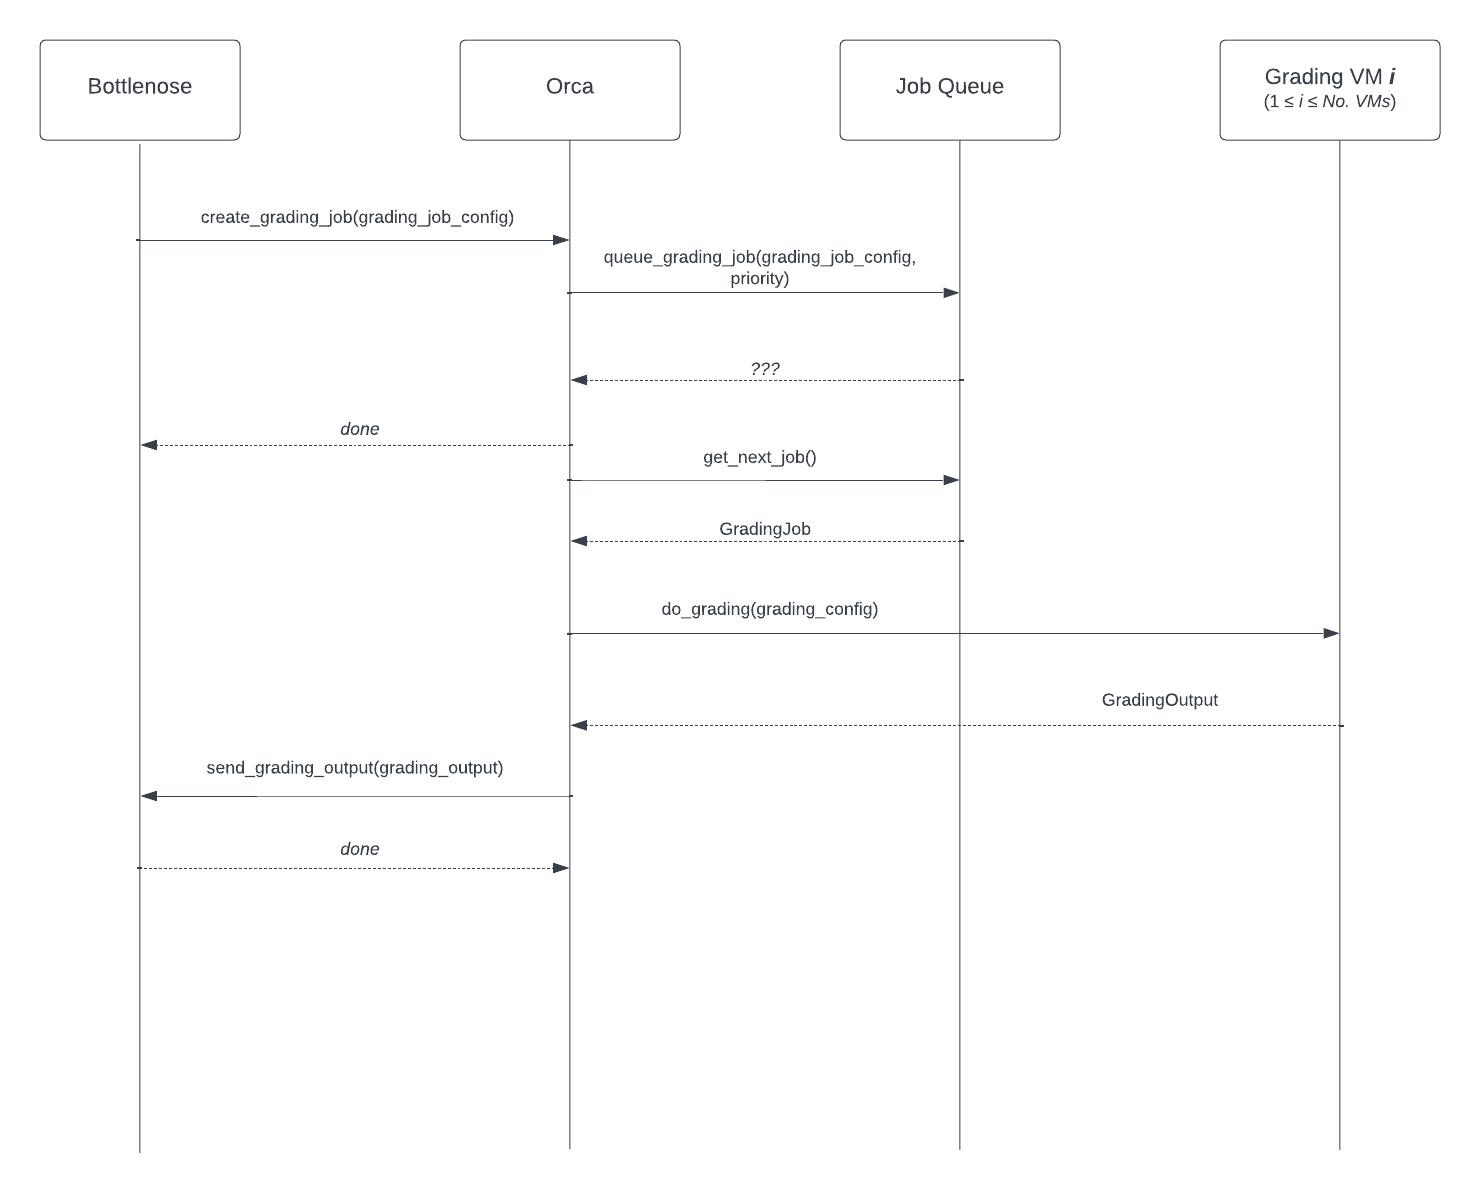 Bottlenose
Orca
Job Queue
Grading VM i
(1 ≤ i ≤ No. VMs)
create_grading_job(grading_job_config)
queue_grading_job(grading_job_config,
priority)
???
done
get_next_job()
GradingJob
do_grading(grading_config)
GradingOutput
send_grading_output(grading_output)
done